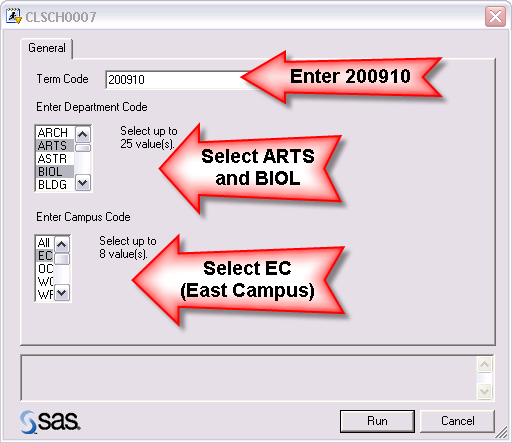 CLSCH0007
General
Term Code 200910
Enter 200910
Enter Department Code
ARCH
ARTS
ASTR
BIOL
BLDG
Select up to
25 value(s).
Select ARTS
and BIOL
Enter Campus Code
All
EC
OC
WC
Select up to
8 value(s).
Select EC
(East Campus)
sas.
Run
Cancel